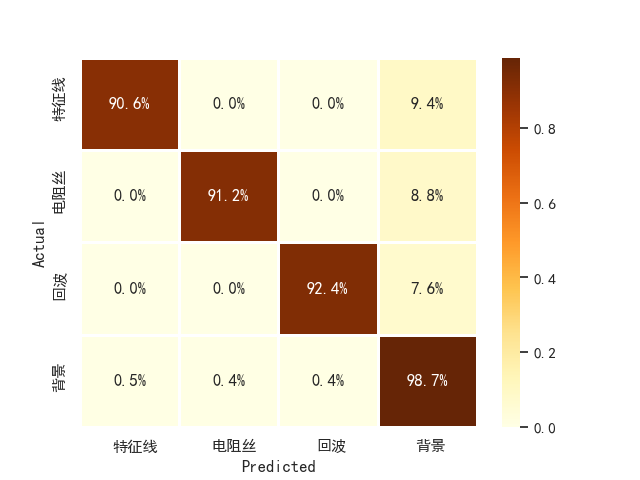 特征线 90.6% 0.0% 0.0% 9.4%
电阻丝 0.0% 91.2% 0.0% 8.8%
回波 0.0% 0.0% 92.4% 7.6%
背景 0.5% 0.4% 0.4% 98.7%
特征线 电阻丝 回波 背景
Predicted
Actual
0.8
0.6
0.4
0.2
0.0